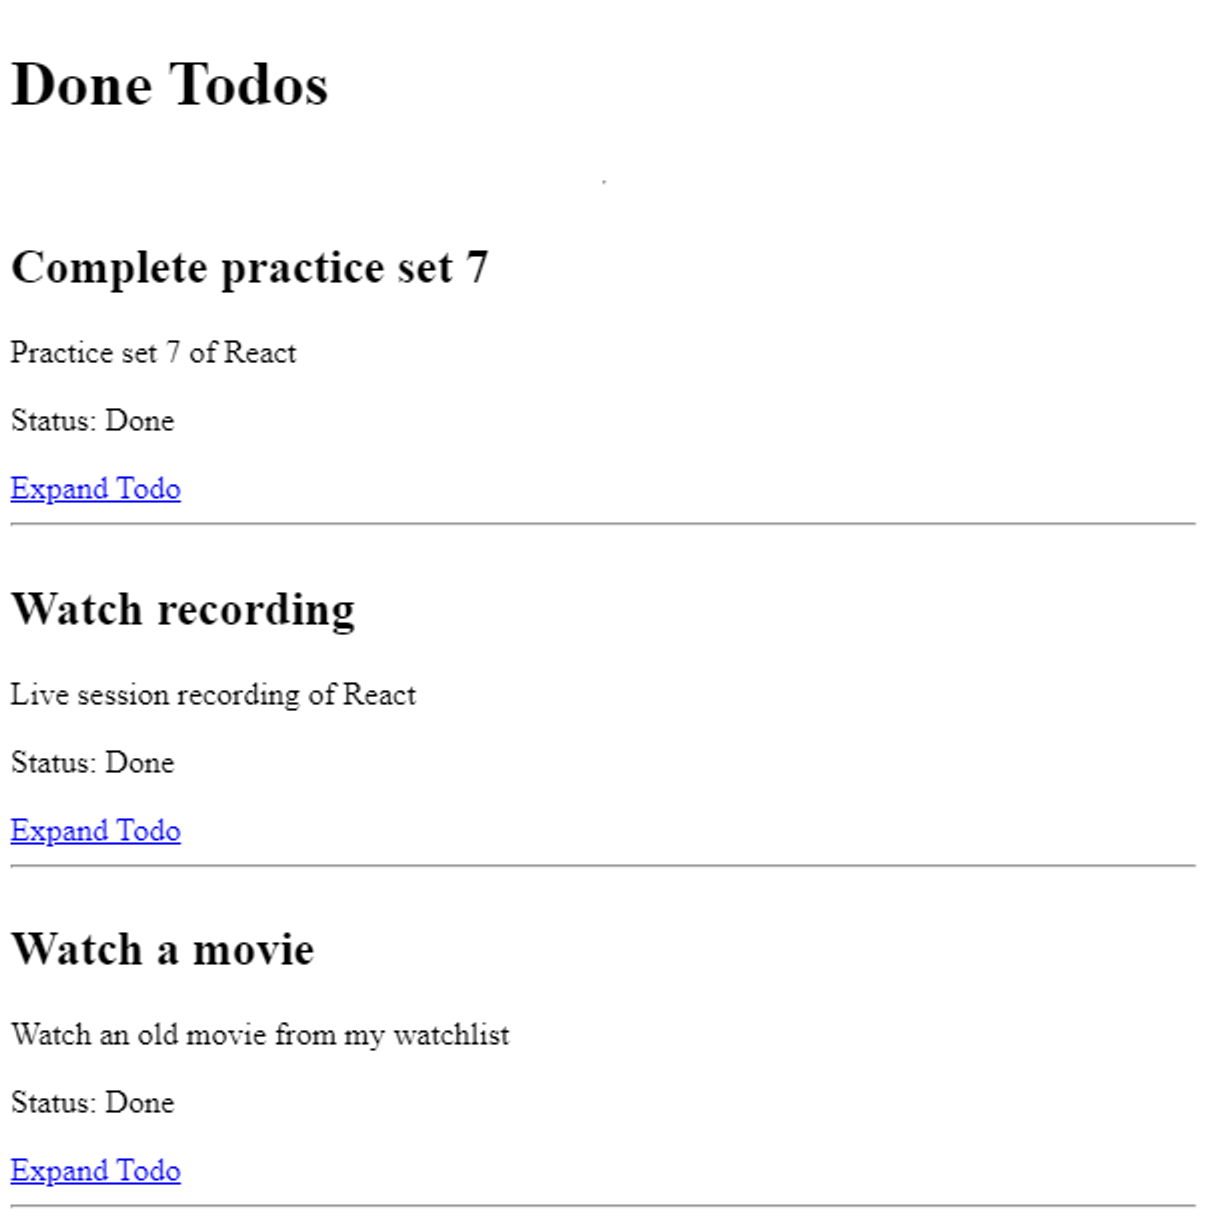 Done Todos
Complete practice set 7
Practice set 7 of React
Status: Done
Expand Todo
Watch recording
Live session recording of React
Status: Done
Expand Todo
Watch a movie
Watch an old movie from my watchlist
Status: Done
Expand Todo